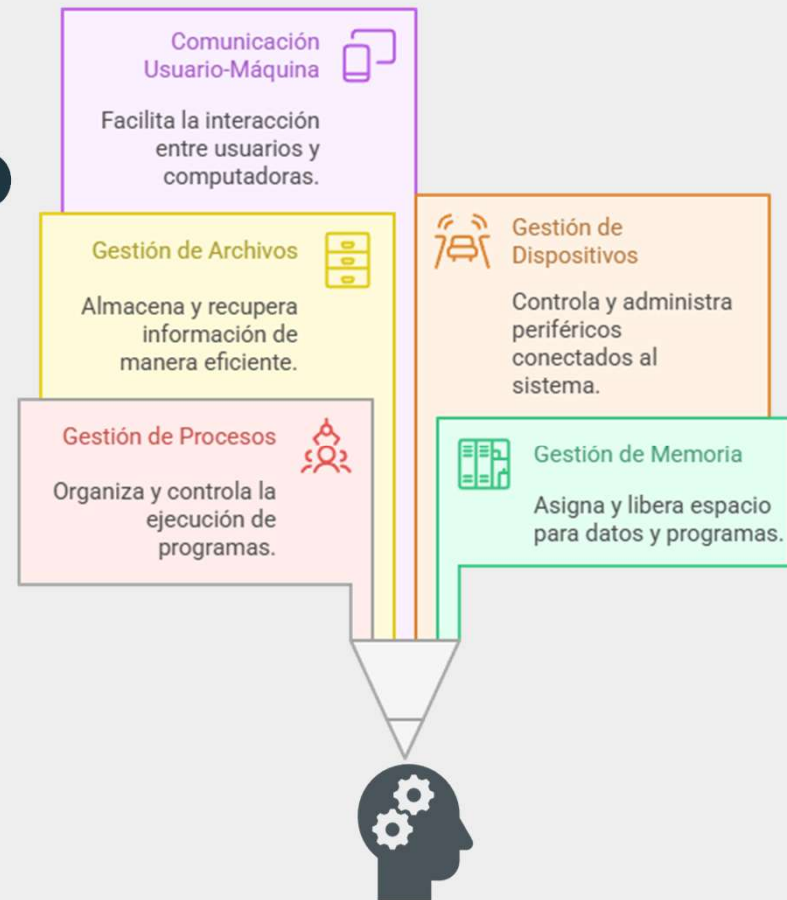 Comunicación
Usuario-Máquina
Facilita la interacción
entre usuarios y
computadoras.
Gestión de Archivos
Almacena y recupera
información de
manera eficiente.
Gestión de Procesos
Organiza y controla la
ejecución de
programas.
Gestión de
Dispositivos
Controla y administra
periféricos
conectados al
sistema.
Gestión de Memoria
Asigna y libera espacio
para datos y programas.